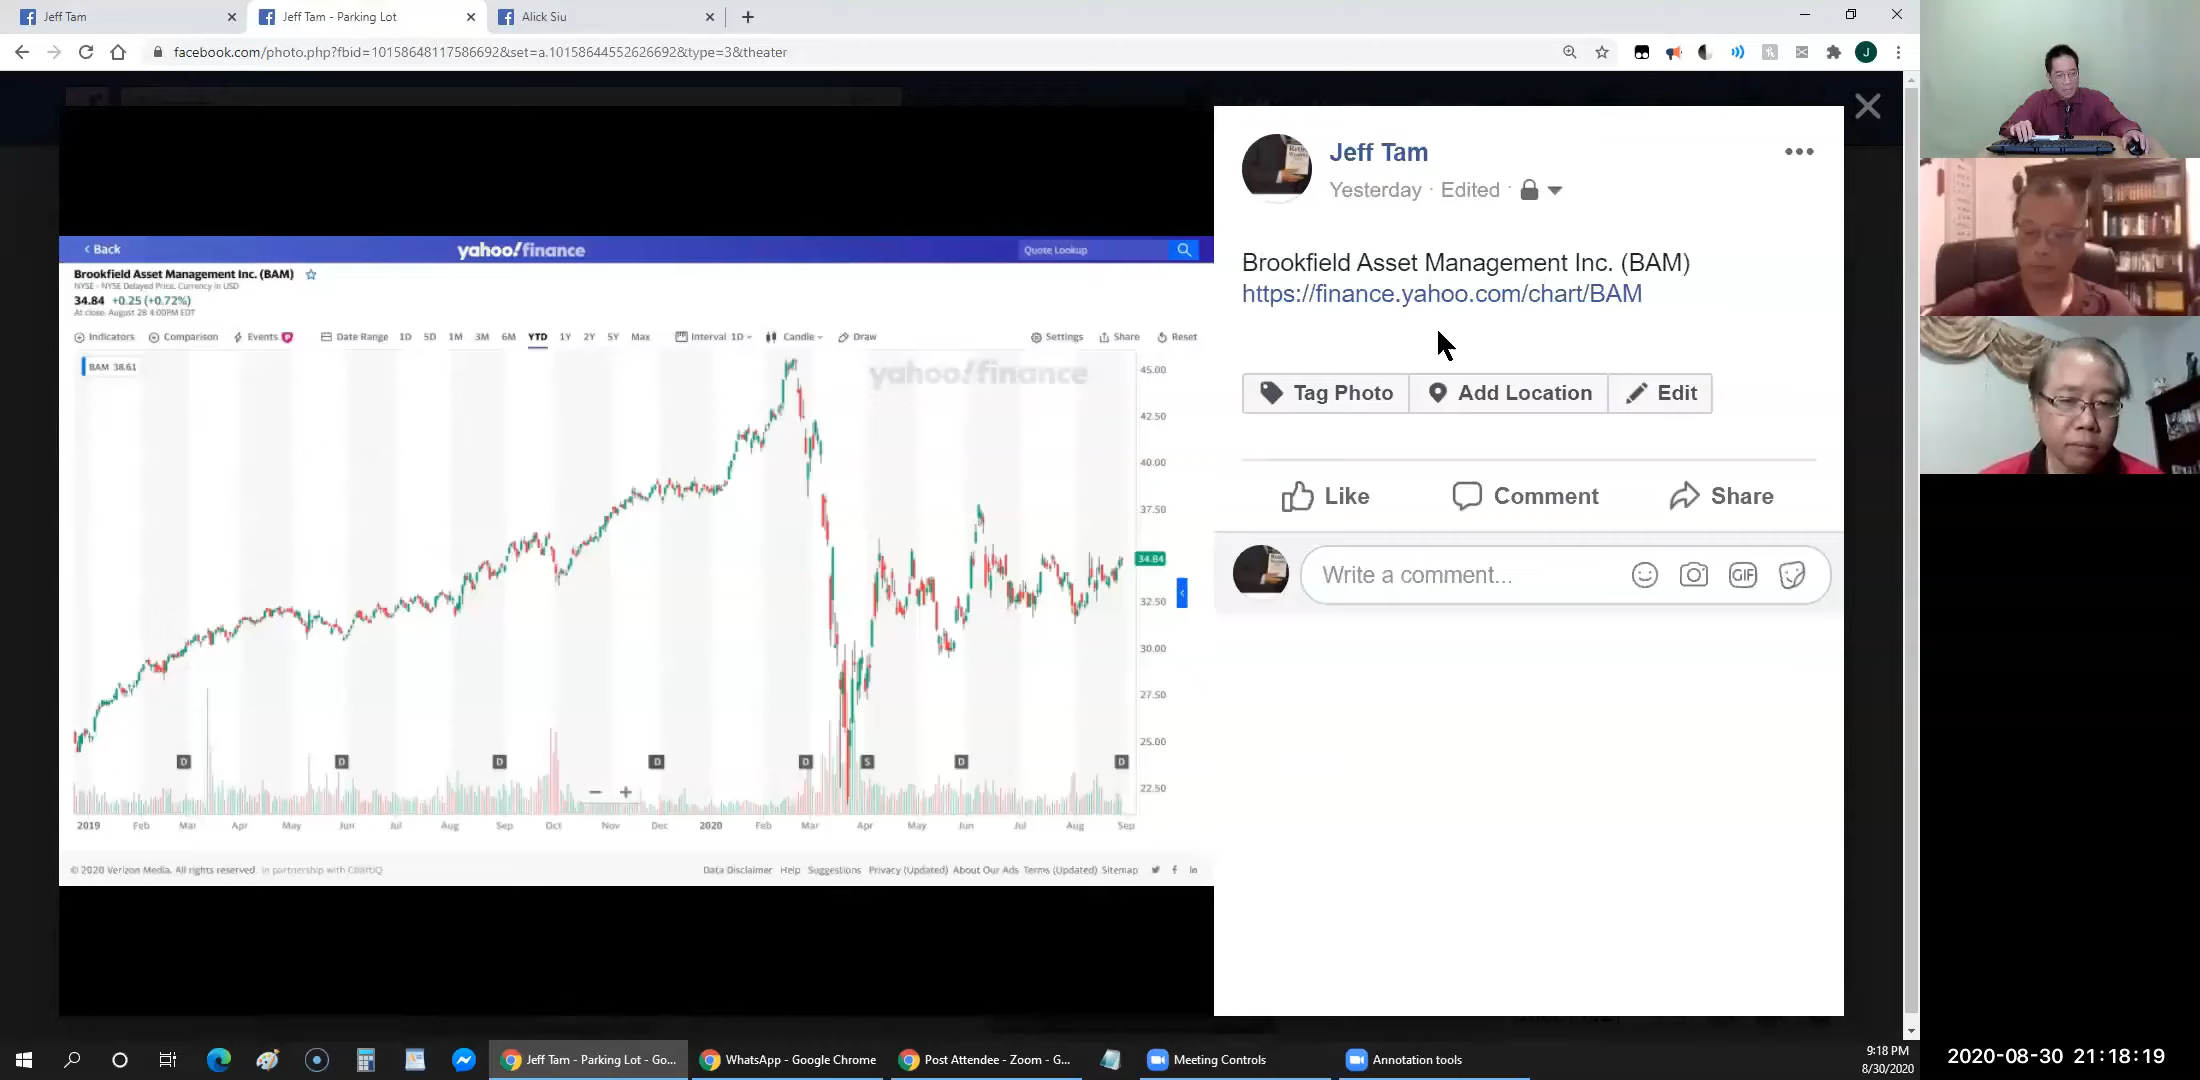 Jeff Tam
Jeff Tam - Parking Lot
Alick Siu
facebook.com/photo.php?fbid=10158648117586692&set=a.10158644552626692&type=3&theater
J
< Back
yahoo!finance
Quote Lookup
Brookfield Asset Management Inc. (BAM)
NYSE - NYSE Delayed Price. Currency in USD
34.84 +0.25 (+0.72%)
At close: August 28 4:00PM EDT
Indicators Comparison Events P Date Range 1D 5D 1M 3M 6M YTD 1Y 2Y 5Y Max Interval 1D Candle Draw Settings Share Reset
BAM 38.61
yahoo!finance
45.00
42.50
40.00
37.50
34.84
32.50
30.00
27.50
25.00
22.50
D D D D D S D D
2019 Feb Mar Apr May Jun Jul Aug Sep Oct Nov Dec 2020 Feb Mar Apr May Jun Jul Aug Sep
© 2020 Verizon Media. All rights reserved. In partnership with ChartIQ
Data Disclaimer Help Suggestions Privacy (Updated) About Our Ads Terms (Updated) Sitemap
Jeff Tam
Yesterday · Edited ·
Brookfield Asset Management Inc. (BAM)
https://finance.yahoo.com/chart/BAM
Tag Photo Add Location Edit
Like Comment Share
Write a comment...
GIF
Jeff Tam - Parking Lot - Go...
WhatsApp - Google Chrome
Post Attendee - Zoom - G...
Meeting Controls
Annotation tools
9:18 PM
8/30/2020
2020-08-30 21:18:19